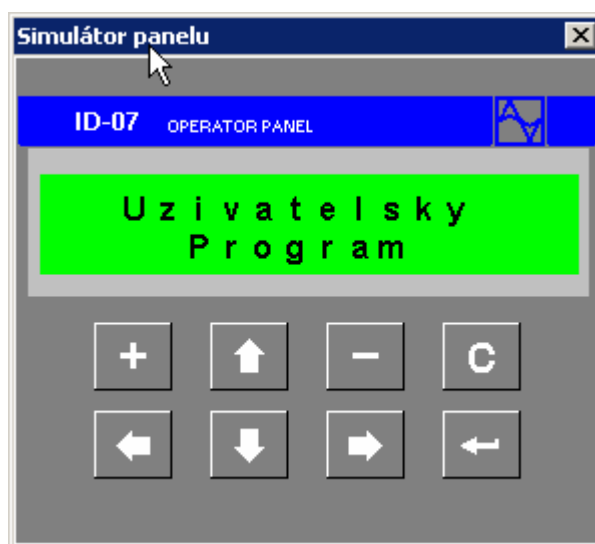 Simulátor panelu
ID-07 OPERATOR PANEL
Uzivatelsky
Program
+ - C